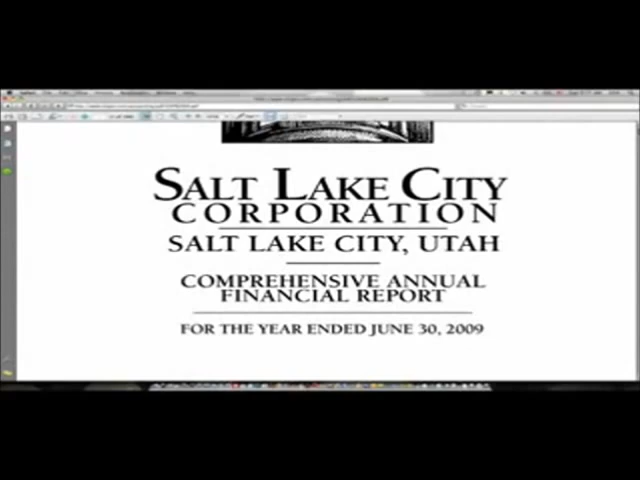 SALT LAKE CITY
CORPORATION
SALT LAKE CITY, UTAH
COMPREHENSIVE ANNUAL
FINANCIAL REPORT
FOR THE YEAR ENDED JUNE 30, 2009